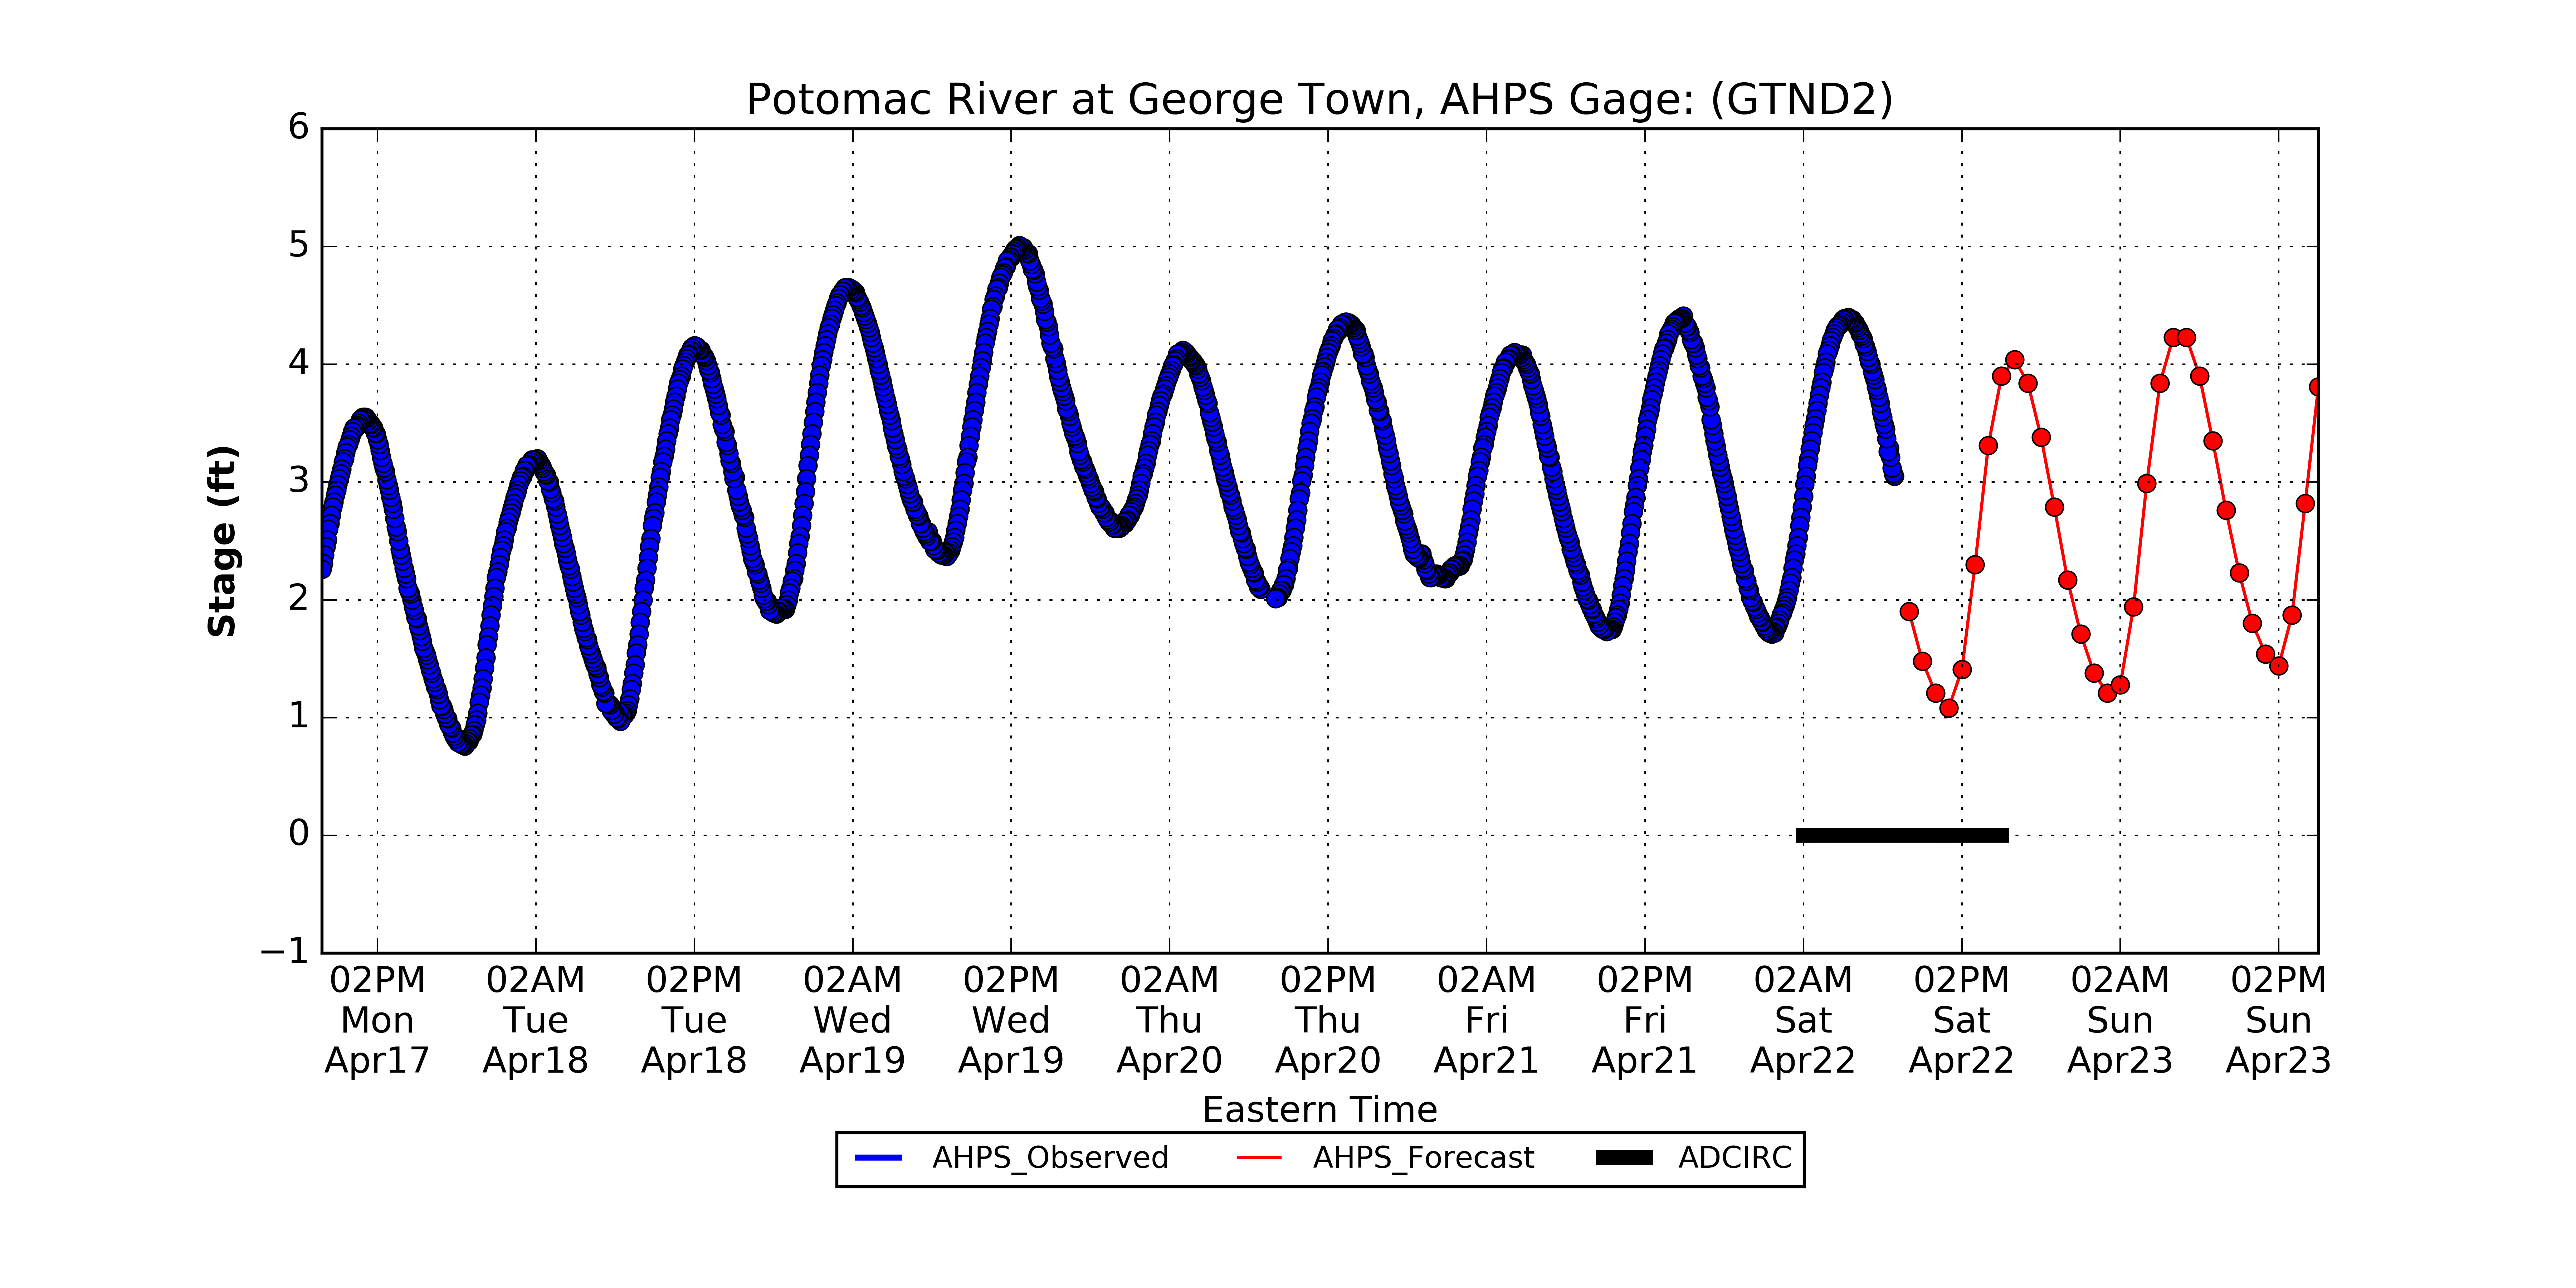 Potomac River at George Town, AHPS Gage: (GTND2)
6
5
4
3
2
1
0
−1
Stage (ft)
02PM 02AM 02PM 02AM 02PM 02AM 02PM 02AM 02PM 02AM 02PM 02AM 02PM
Mon Tue Tue Wed Wed Thu Thu Fri Fri Sat Sat Sun Sun
Apr17 Apr18 Apr18 Apr19 Apr19 Apr20 Apr20 Apr21 Apr21 Apr22 Apr22 Apr23 Apr23
Eastern Time
AHPS_Observed AHPS_Forecast ADCIRC